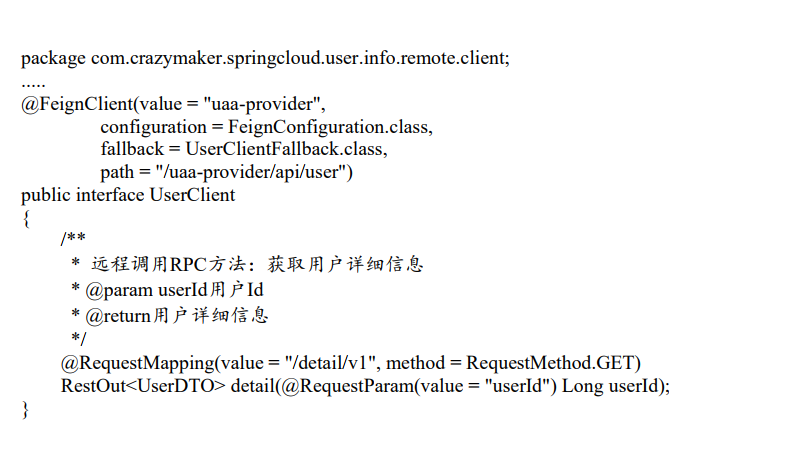 package com.crazymaker.springcloud.user.info.remote.client;
.....
@FeignClient(value = "uaa-provider",
configuration = FeignConfiguration.class,
fallback = UserClientFallback.class,
path = "/uaa-provider/api/user")
public interface UserClient
{
/**
* 远程调用RPC方法：获取用户详细信息
* @param userId用户Id
* @return用户详细信息
*/
@RequestMapping(value = "/detail/v1", method = RequestMethod.GET)
RestOut<UserDTO> detail(@RequestParam(value = "userId") Long userId);
}